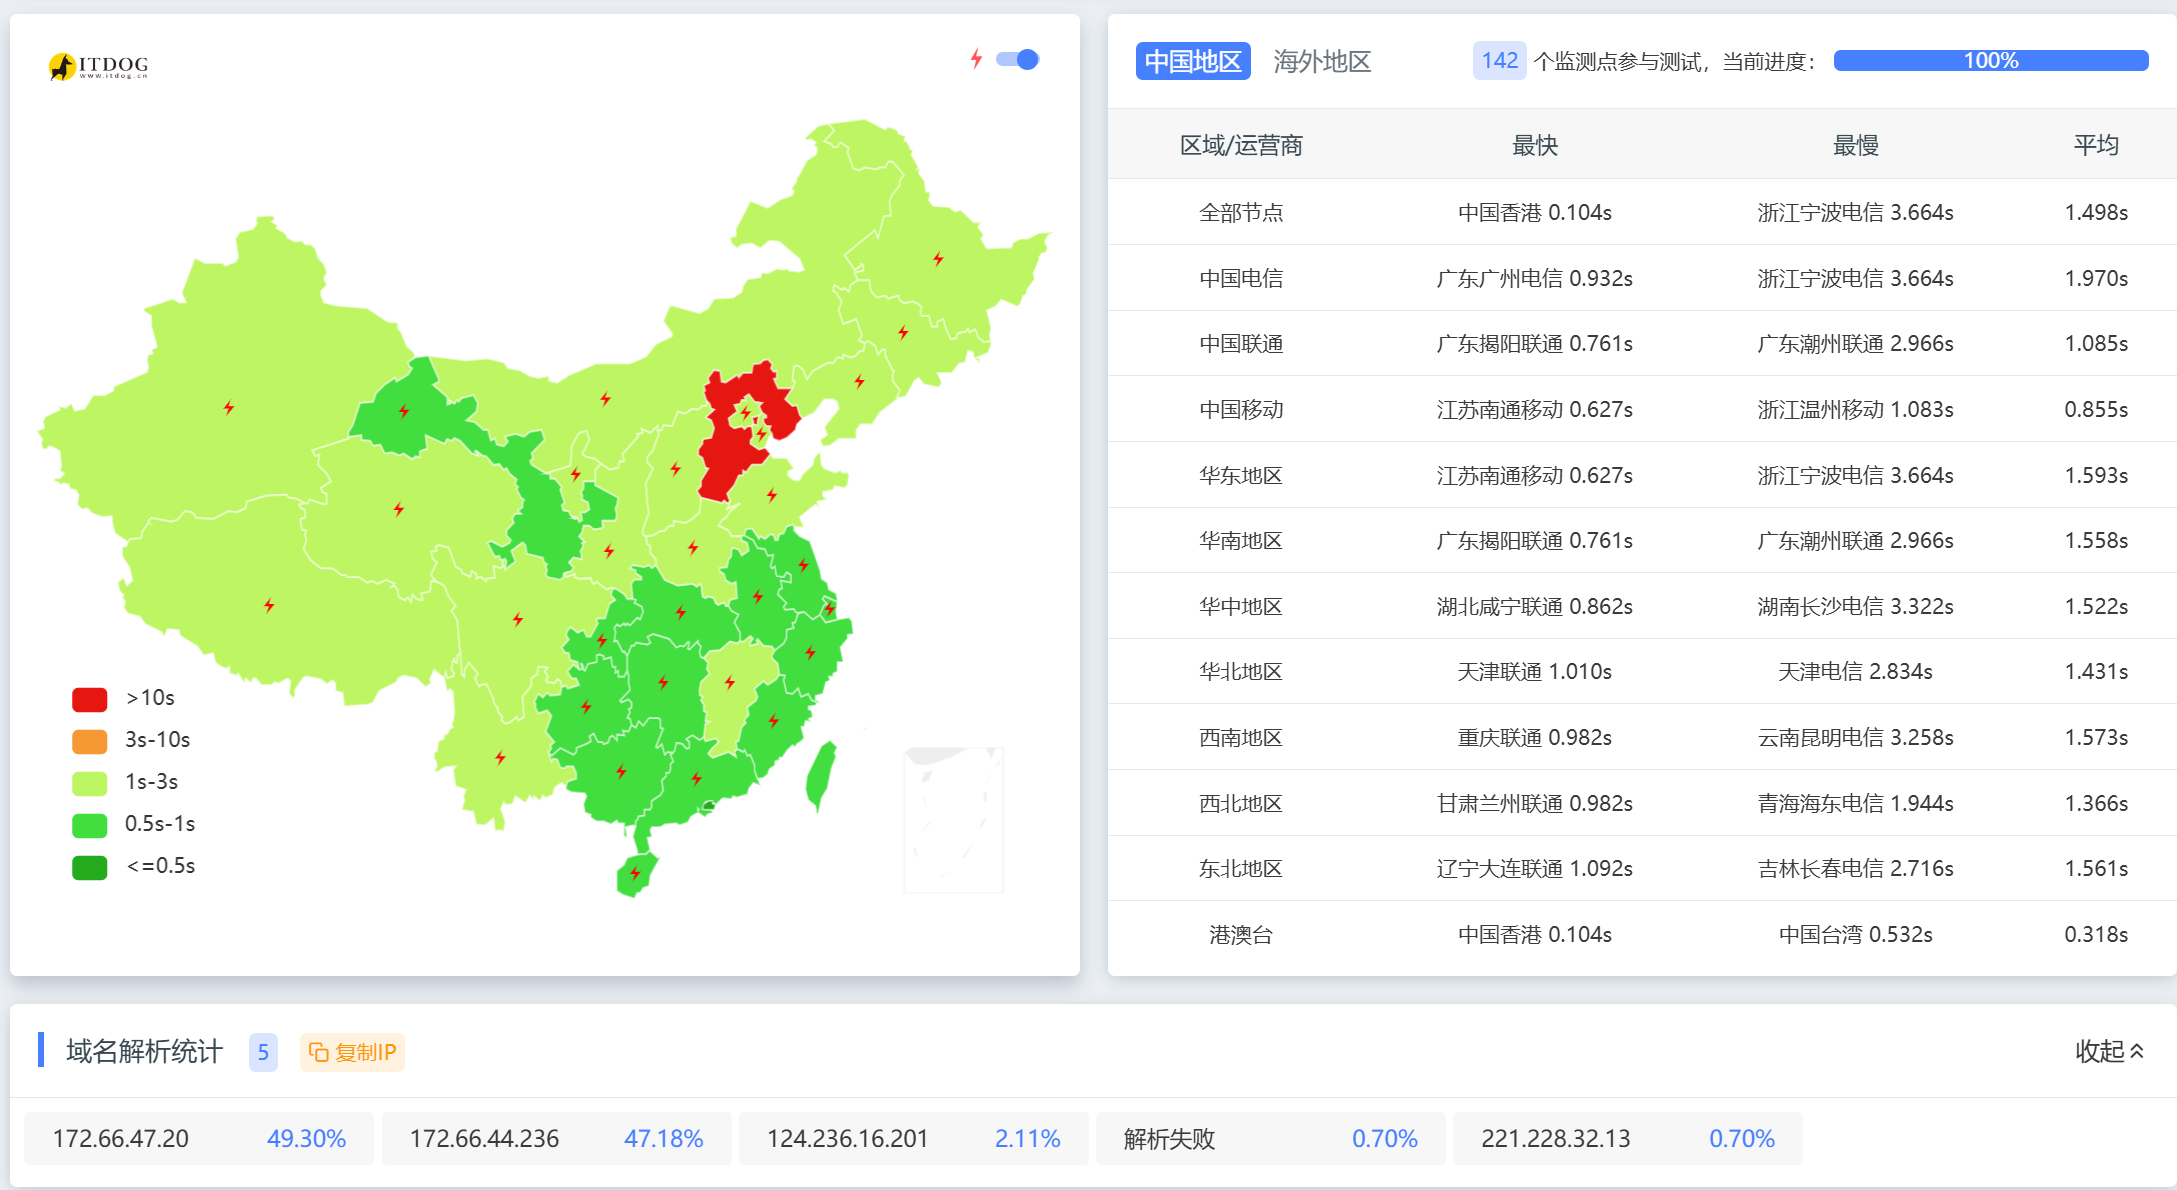 ITDOG
www.itdog.cn
>10s
3s-10s
1s-3s
0.5s-1s
<=0.5s
中国地区 海外地区 142 个监测点参与测试，当前进度： 100%
区域/运营商 最快 最慢 平均
全部节点 中国香港 0.104s 浙江宁波电信 3.664s 1.498s
中国电信 广东广州电信 0.932s 浙江宁波电信 3.664s 1.970s
中国联通 广东揭阳联通 0.761s 广东潮州联通 2.966s 1.085s
中国移动 江苏南通移动 0.627s 浙江温州移动 1.083s 0.855s
华东地区 江苏南通移动 0.627s 浙江宁波电信 3.664s 1.593s
华南地区 广东揭阳联通 0.761s 广东潮州联通 2.966s 1.558s
华中地区 湖北咸宁联通 0.862s 湖南长沙电信 3.322s 1.522s
华北地区 天津联通 1.010s 天津电信 2.834s 1.431s
西南地区 重庆联通 0.982s 云南昆明电信 3.258s 1.573s
西北地区 甘肃兰州联通 0.982s 青海海东电信 1.944s 1.366s
东北地区 辽宁大连联通 1.092s 吉林长春电信 2.716s 1.561s
港澳台 中国香港 0.104s 中国台湾 0.532s 0.318s
域名解析统计 5 复制IP 收起
172.66.47.20 49.30% 172.66.44.236 47.18% 124.236.16.201 2.11% 解析失败 0.70% 221.228.32.13 0.70%